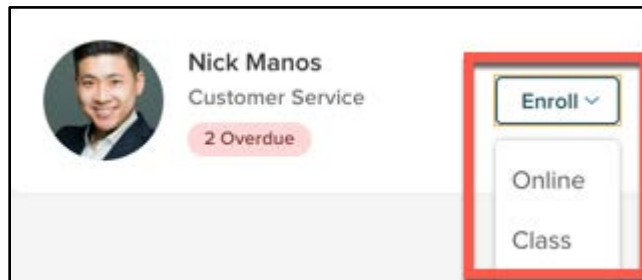 Nick Manos
Customer Service
2 Overdue
Enroll
Online
Class